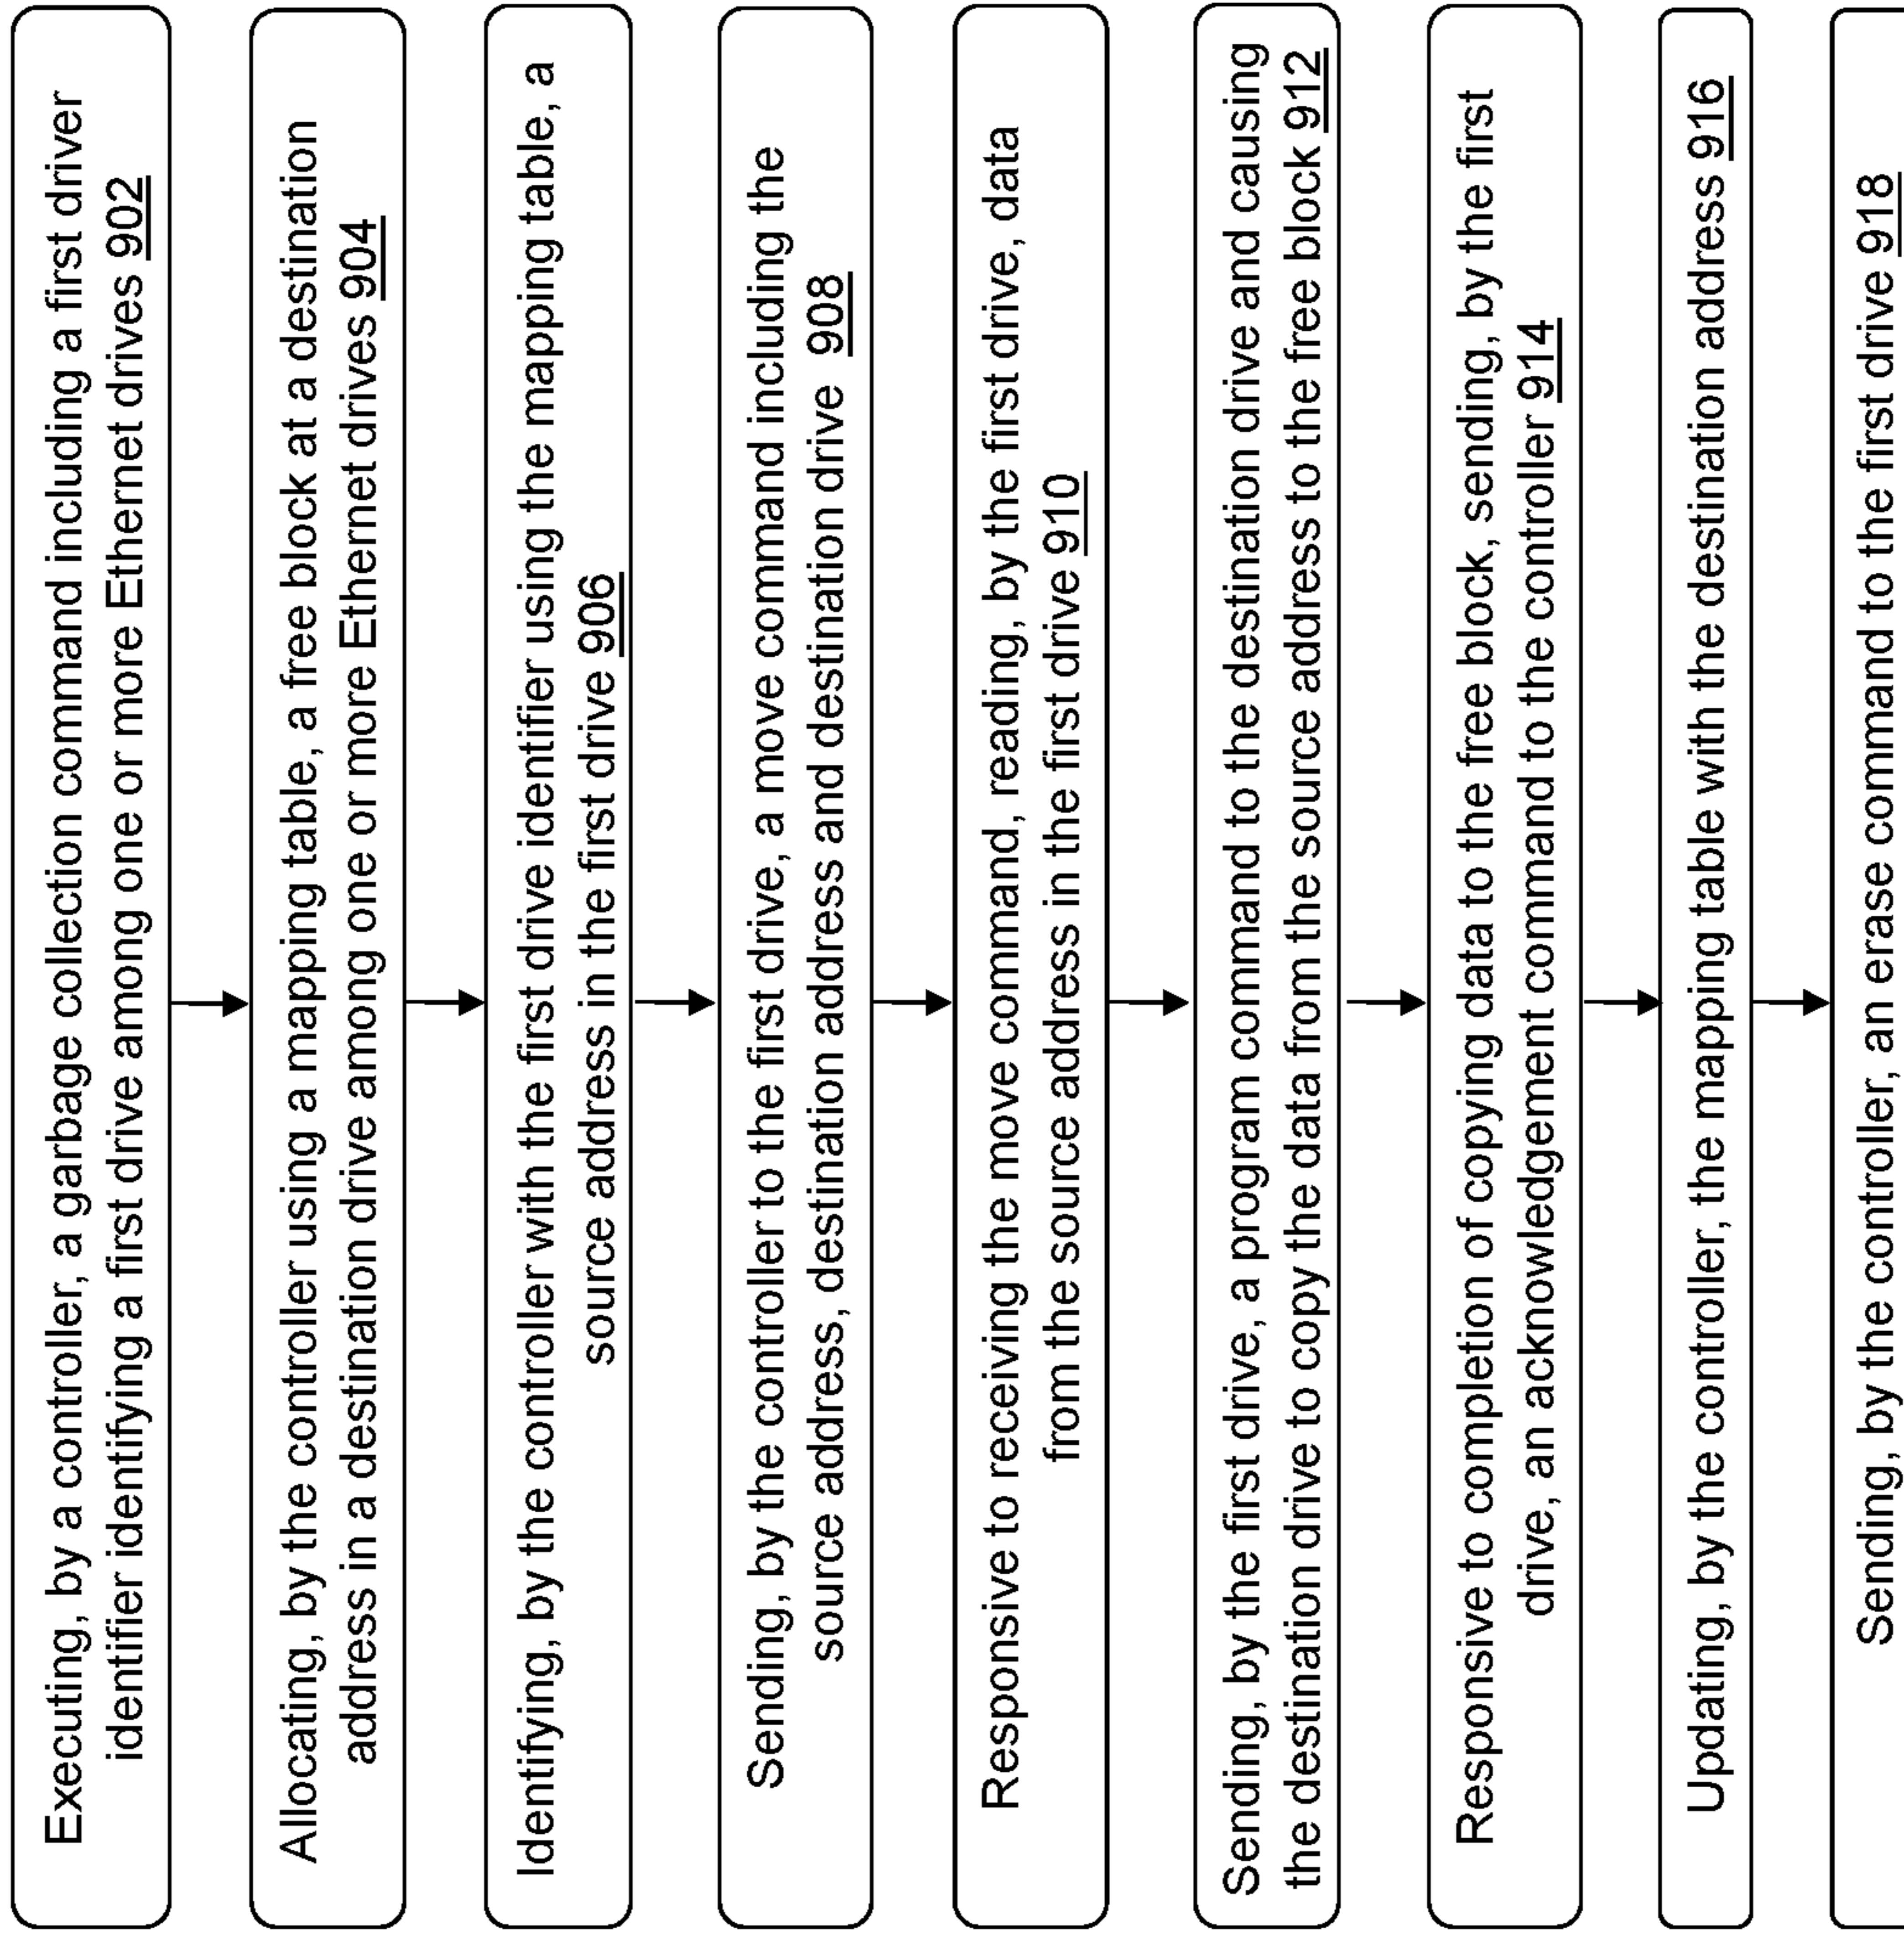 Executing, by a controller, a garbage collection command including a first driver
identifier identifying a first drive among one or more Ethernet drives 902
Allocating, by the controller using a mapping table, a free block at a destination
address in a destination drive among one or more Ethernet drives 904
Identifying, by the controller with the first drive identifier using the mapping table, a
source address in the first drive 906
Sending, by the controller to the first drive, a move command including the
source address, destination address and destination drive 908
Responsive to receiving the move command, reading, by the first drive, data
from the source address in the first drive 910
Sending, by the first drive, a program command to the destination drive and causing
the destination drive to copy the data from the source address to the free block 912
Responsive to completion of copying data to the free block, sending, by the first
drive, an acknowledgement command to the controller 914
Updating, by the controller, the mapping table with the destination address 916
Sending, by the controller, an erase command to the first drive 918